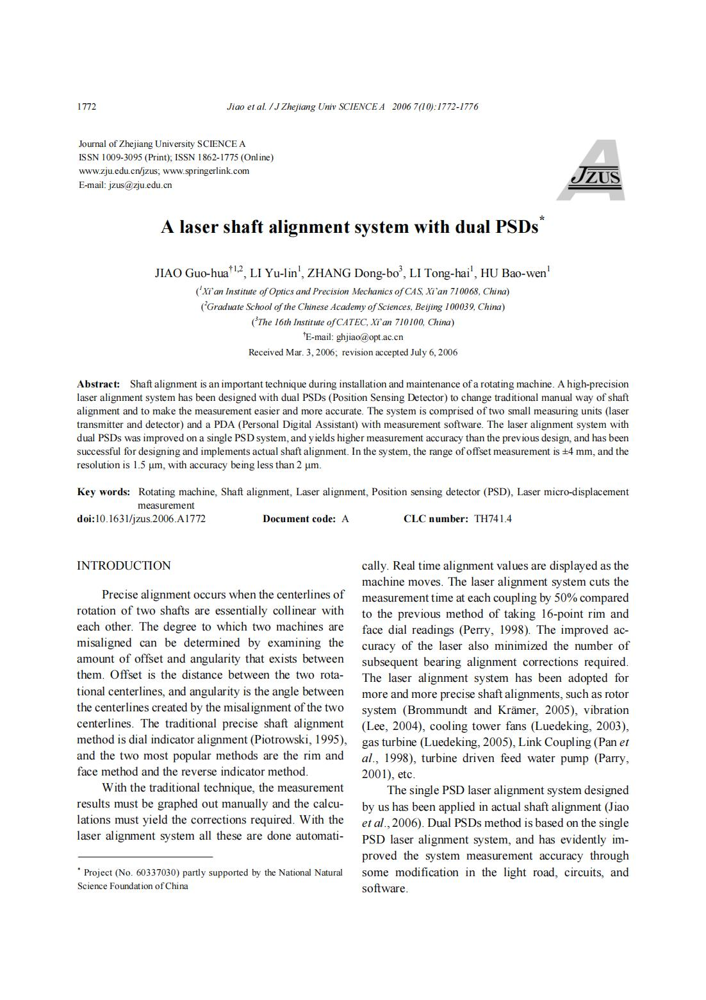 1772
Jiao et al. / J Zhejiang Univ SCIENCE A 2006 7(10):1772-1776
Journal of Zhejiang University SCIENCE A
ISSN 1009-3095 (Print); ISSN 1862-1775 (Online)
www.zju.edu.cn/jzus; www.springerlink.com
E-mail: jzus@zju.edu.cn
A
JZUS
A laser shaft alignment system with dual PSDs*
JIAO Guo-hua†1,2, LI Yu-lin1, ZHANG Dong-bo3, LI Tong-hai1, HU Bao-wen1
(1Xi'an Institute of Optics and Precision Mechanics of CAS, Xi'an 710068, China)
(2Graduate School of the Chinese Academy of Sciences, Beijing 100039, China)
(3The 16th Institute of CATEC, Xi'an 710100, China)
†E-mail: ghjiao@opt.ac.cn
Received Mar. 3, 2006; revision accepted July 6, 2006
Abstract: Shaft alignment is an important technique during installation and maintenance of a rotating machine. A high-precision
laser alignment system has been designed with dual PSDs (Position Sensing Detector) to change traditional manual way of shaft
alignment and to make the measurement easier and more accurate. The system is comprised of two small measuring units (laser
transmitter and detector) and a PDA (Personal Digital Assistant) with measurement software. The laser alignment system with
dual PSDs was improved on a single PSD system, and yields higher measurement accuracy than the previous design, and has been
successful for designing and implements actual shaft alignment. In the system, the range of offset measurement is ±4 mm, and the
resolution is 1.5 μm, with accuracy being less than 2 μm.
Key words: Rotating machine, Shaft alignment, Laser alignment, Position sensing detector (PSD), Laser micro-displacement
measurement
doi:10.1631/jzus.2006.A1772 Document code: A CLC number: TH741.4
INTRODUCTION
Precise alignment occurs when the centerlines of
rotation of two shafts are essentially collinear with
each other. The degree to which two machines are
misaligned can be determined by examining the
amount of offset and angularity that exists between
them. Offset is the distance between the two rota-
tional centerlines, and angularity is the angle between
the centerlines created by the misalignment of the two
centerlines. The traditional precise shaft alignment
method is dial indicator alignment (Piotrowski, 1995),
and the two most popular methods are the rim and
face method and the reverse indicator method.
With the traditional technique, the measurement
results must be graphed out manually and the calcu-
lations must yield the corrections required. With the
laser alignment system all these are done automati-
* Project (No. 60337030) partly supported by the National Natural
Science Foundation of China
cally. Real time alignment values are displayed as the
machine moves. The laser alignment system cuts the
measurement time at each coupling by 50% compared
to the previous method of taking 16-point rim and
face dial readings (Perry, 1998). The improved ac-
curacy of the laser also minimized the number of
subsequent bearing alignment corrections required.
The laser alignment system has been adopted for
more and more precise shaft alignments, such as rotor
system (Brommundt and Krämer, 2005), vibration
(Lee, 2004), cooling tower fans (Luedeking, 2003),
gas turbine (Luedeking, 2005), Link Coupling (Pan et
al., 1998), turbine driven feed water pump (Parry,
2001), etc.
The single PSD laser alignment system designed
by us has been applied in actual shaft alignment (Jiao
et al., 2006). Dual PSDs method is based on the single
PSD laser alignment system, and has evidently im-
proved the system measurement accuracy through
some modification in the light road, circuits, and
software.